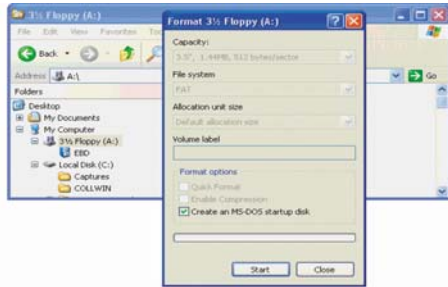 3½ Floppy (A:)
File Edit View Favorites
Back
Address A:\
Go
Folders
Desktop
My Documents
My Computer
3½ Floppy (A:)
EBD
Local Disk (C:)
Captures
COLLWIN
Format 3½ Floppy (A:)
Capacity:
3.5", 1.44MB, 512 bytes/sector
File system
FAT
Allocation unit size
Default allocation size
Volume label
Format options
Quick Format
Enable Compression
Create an MS-DOS startup disk
Start Close